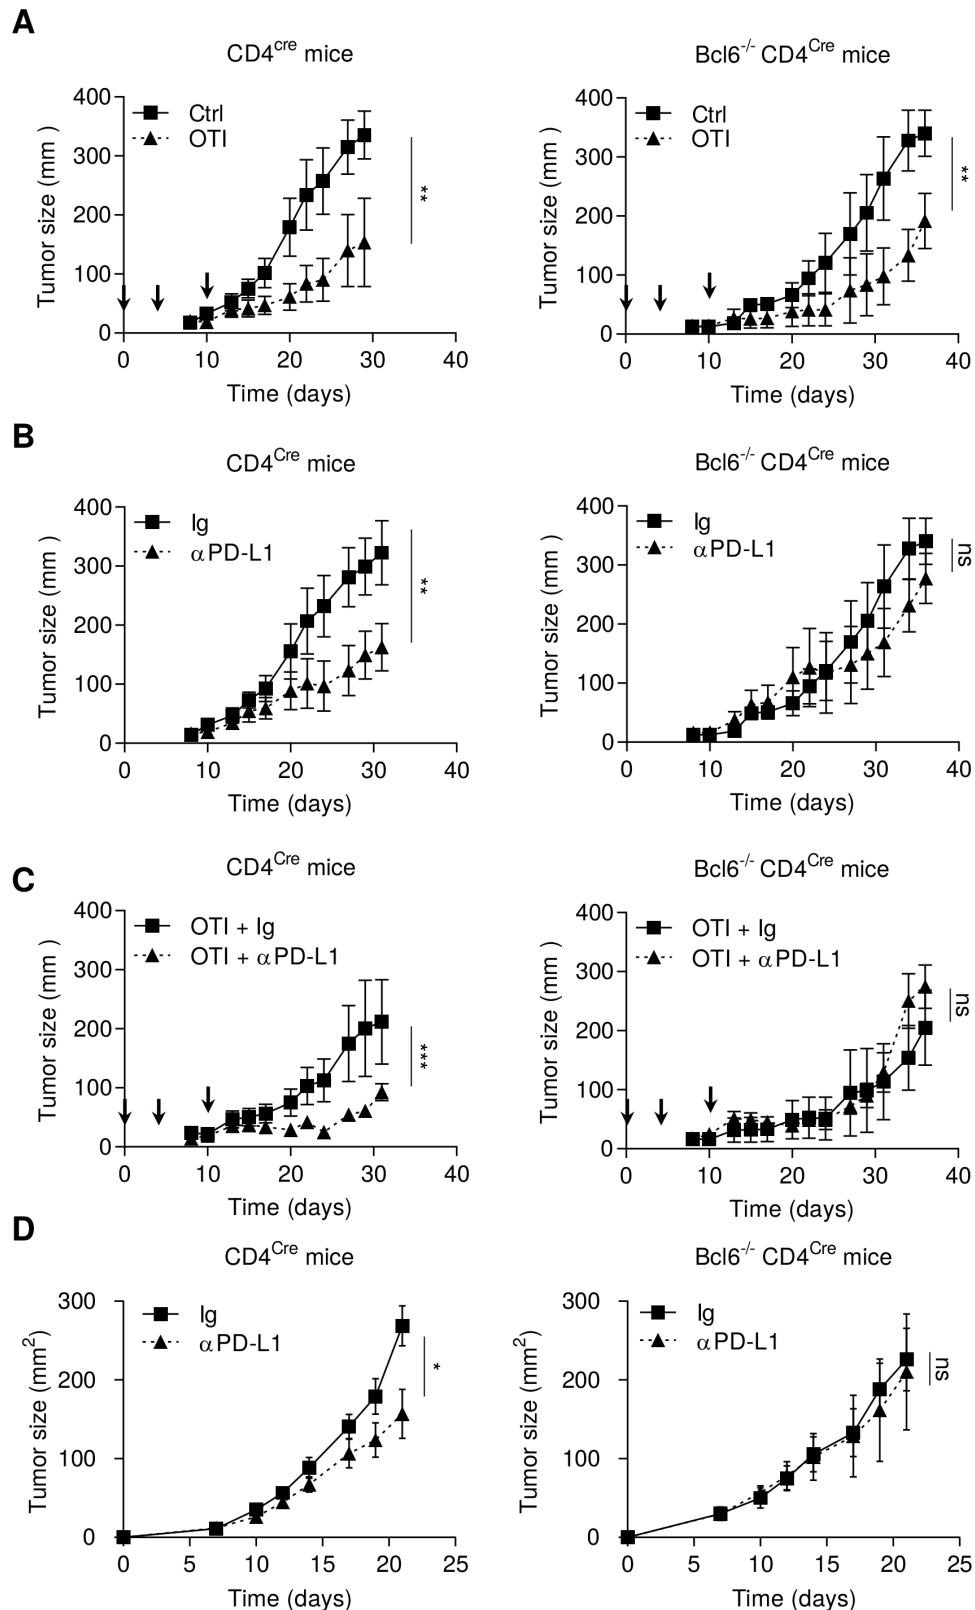 A
CD4cre mice
Bcl6-/- CD4Cre mice
400
300
200
100
0
Tumor size (mm )
Ctrl
OTI
**
0 10 20 30 40
Time (days)
400
300
200
100
0
Tumor size (mm )
Ctrl
OTI
**
0 10 20 30 40
Time (days)
B
CD4Cre mice
Bcl6-/- CD4Cre mice
400
300
200
100
0
Tumor size (mm )
Ig
αPD-L1
**
0 10 20 30 40
Time (days)
400
300
200
100
0
Tumor size (mm )
Ig
αPD-L1
ns
0 10 20 30 40
Time (days)
C
CD4Cre mice
Bcl6-/- CD4Cre mice
400
300
200
100
0
Tumor size (mm )
OTI + Ig
OTI + αPD-L1
***
0 10 20 30 40
Time (days)
400
300
200
100
0
Tumor size (mm )
OTI + Ig
OTI + αPD-L1
ns
0 10 20 30 40
Time (days)
D
CD4Cre mice
Bcl6-/- CD4Cre mice
300
200
100
0
Tumor size (mm2)
Ig
αPD-L1
*
0 5 10 15 20 25
Time (days)
300
200
100
0
Tumor size (mm2)
Ig
αPD-L1
ns
0 5 10 15 20 25
Time (days)